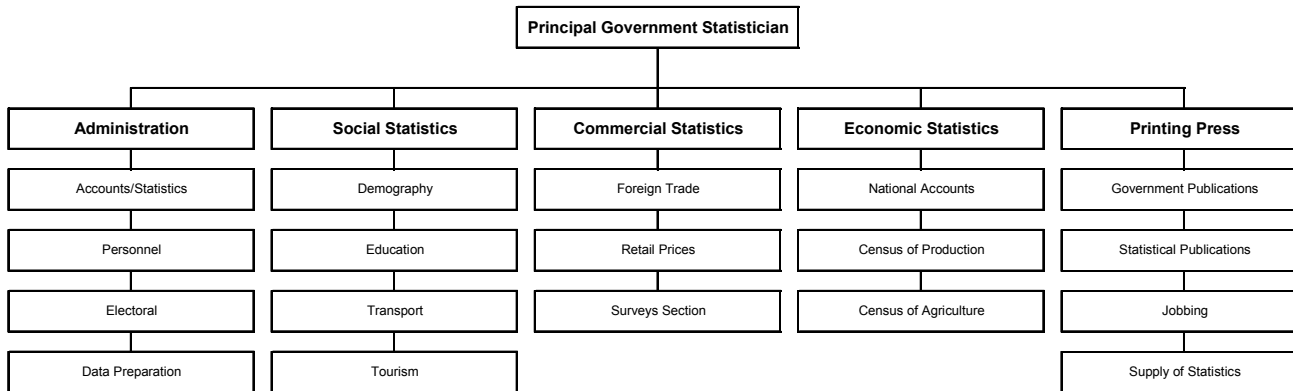 Principal Government Statistician
Administration
Social Statistics
Commercial Statistics
Economic Statistics
Printing Press
Accounts/Statistics
Demography
Foreign Trade
National Accounts
Government Publications
Personnel
Education
Retail Prices
Census of Production
Statistical Publications
Electoral
Transport
Surveys Section
Census of Agriculture
Jobbing
Data Preparation
Tourism
Supply of Statistics